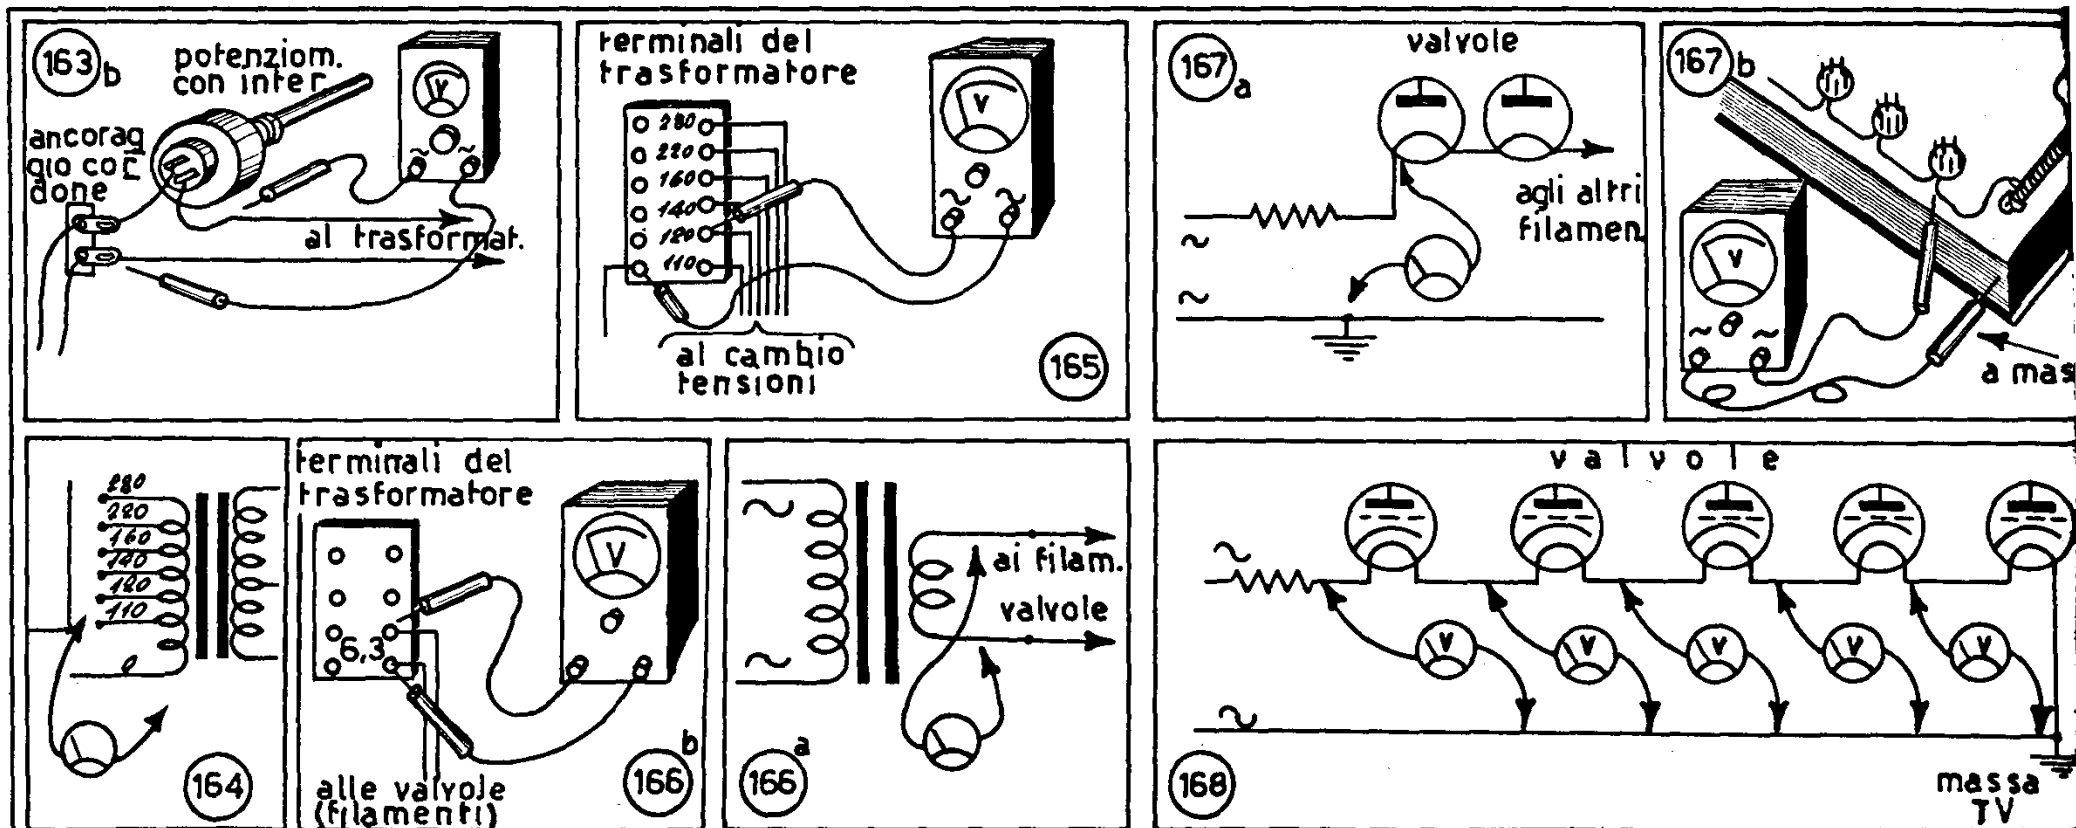 163 b
potenziom.
con inter.
V
ancorag
gio cor
done
~ ~
al trasformat.
terminali del
trasformatore
280
220
160
140
120
110
V
~ ~
al cambio
tensioni
165
167 a
valvole
agli altri
filamen
~
~
167 b
V
~ ~
a mas
280
220
160
140
120
110
0
164
terminali del
trasformatore
V
6,3
alle valvole
(filamenti)
166 b
~
~
ai filam.
valvole
166 a
valvole
~
V V V V V
~
168
massa
TV